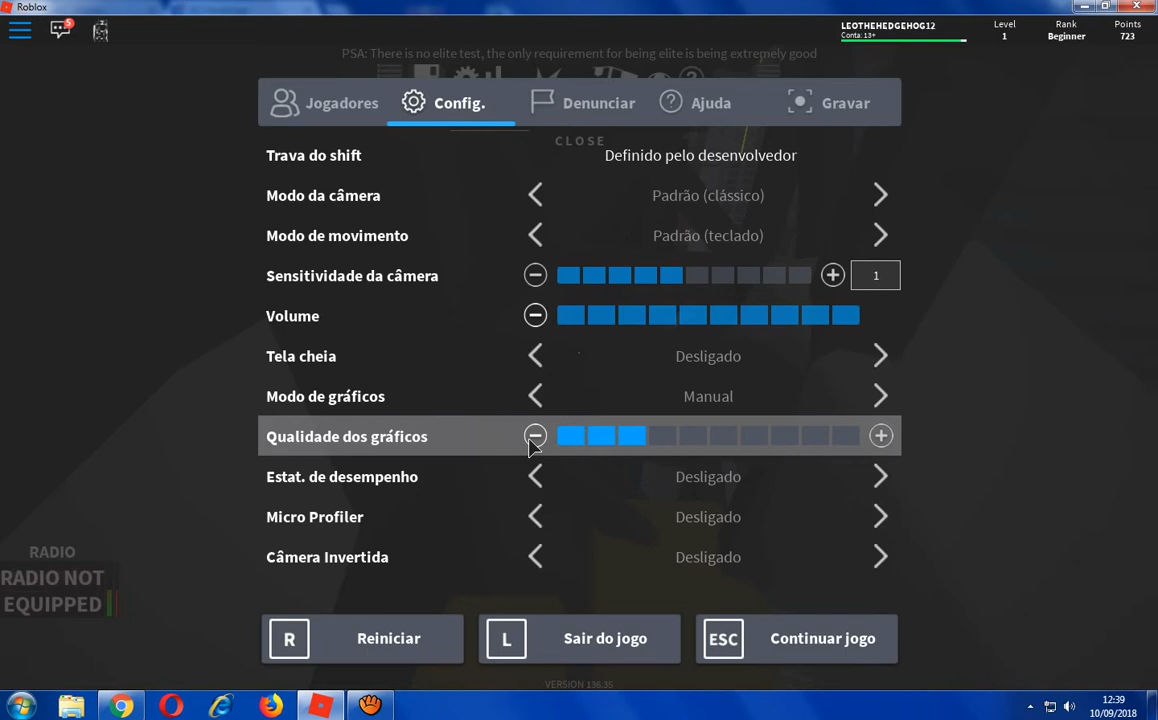 Roblox
5
LEOTHEHEDGEHOG12
Conta: 13+
Level
1
Rank
Beginner
Points
723
PSA: There is no elite test, the only requirement for being elite is being extremely good
Jogadores
Config.
Denunciar
Ajuda
Gravar
CLOSE
Trava do shift
Definido pelo desenvolvedor
Modo da câmera
Padrão (clássico)
Modo de movimento
Padrão (teclado)
Sensitividade da câmera
1
Volume
Tela cheia
Desligado
Modo de gráficos
Manual
Qualidade dos gráficos
Estat. de desempenho
Desligado
Micro Profiler
Desligado
Câmera Invertida
Desligado
RADIO
RADIO NOT
EQUIPPED
R
Reiniciar
L
Sair do jogo
ESC
Continuar jogo
VERSION 136.35
12:39
10/09/2018